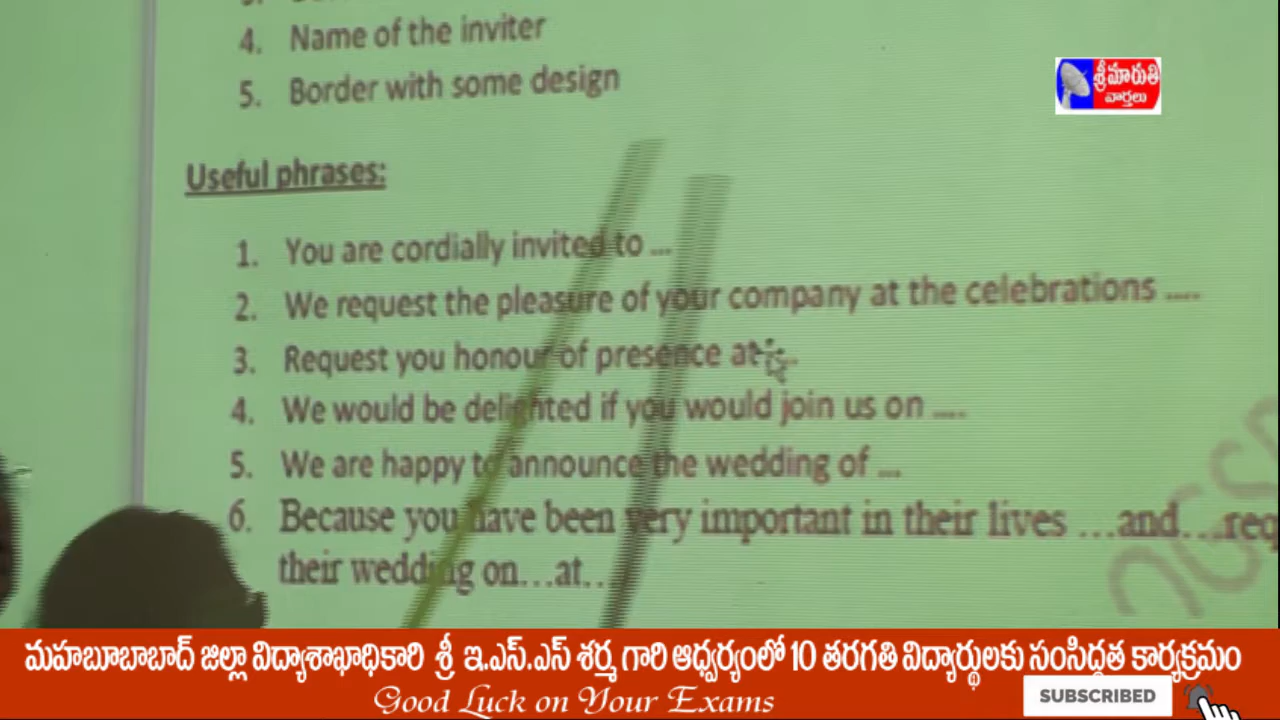 4. Name of the inviter
5. Border with some design
శ్రీమారుతి
వార్తలు
Useful phrases:
1. You are cordially invited to ...
2. We request the pleasure of your company at the celebrations ....
3. Request you honour of presence at
4. We would be delighted if you would join us on ....
5. We are happy to announce the wedding of ...
6. Because you have been very important in their lives ...and...req
their wedding on...at..
మహబూబాబాద్ జిల్లా విద్యాశాఖాధికారి శ్రీ ఇ.ఎస్.ఎస్ శర్మ గారి ఆధ్వర్యంలో 10 తరగతి విద్యార్థులకు సంసిద్ధత కార్యక్రమం
Good Luck on Your Exams
SUBSCRIBED